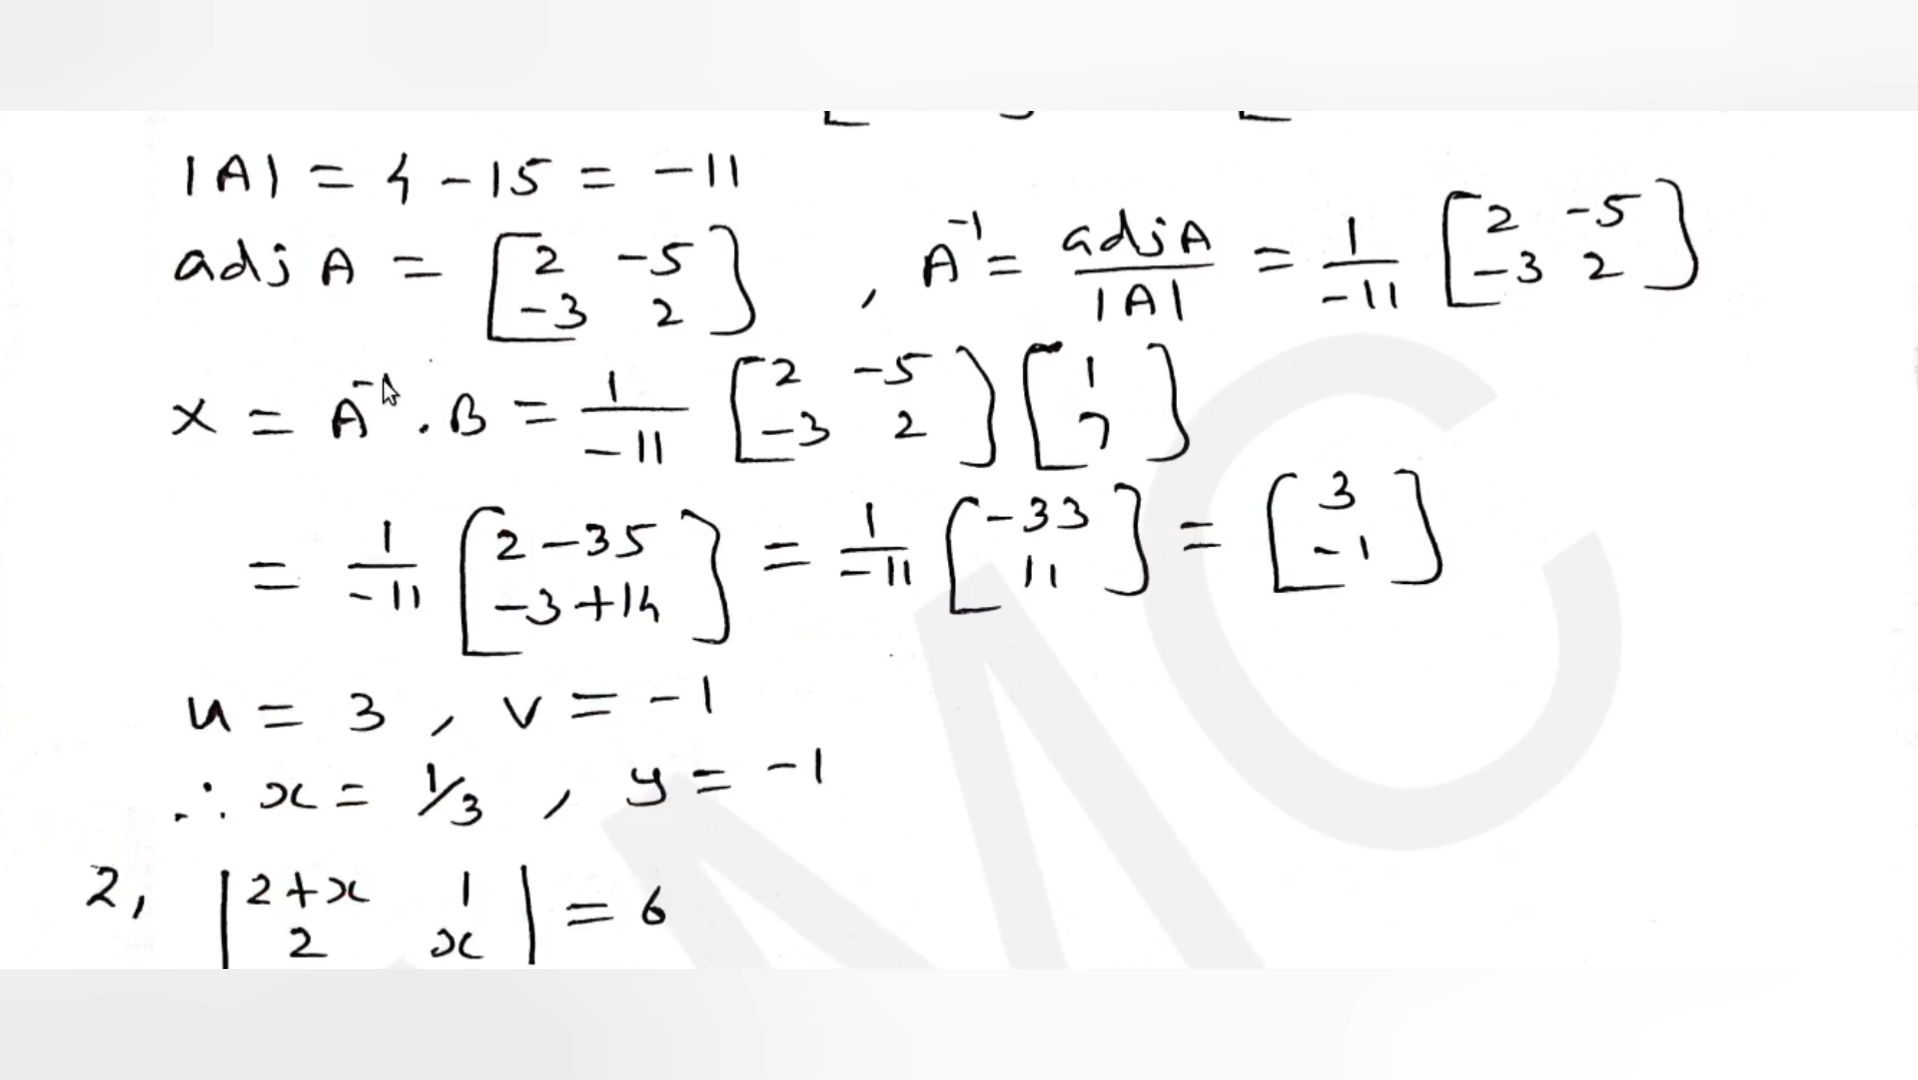 |A| = 4 - 15 = -11
adj A = [2 -5
-3 2] , A⁻¹ = adj A / |A| = 1/-11 [2 -5
-3 2]
X = A⁻¹ . B = 1/-11 [2 -5
-3 2] [1
7]
= 1/-11 [2 - 35
-3 + 14] = 1/-11 [-33
11] = [3
-1]
u = 3 , v = -1
∴ x = 1/3 , y = -1
2, |2+x 1
2 x| = 6
MC